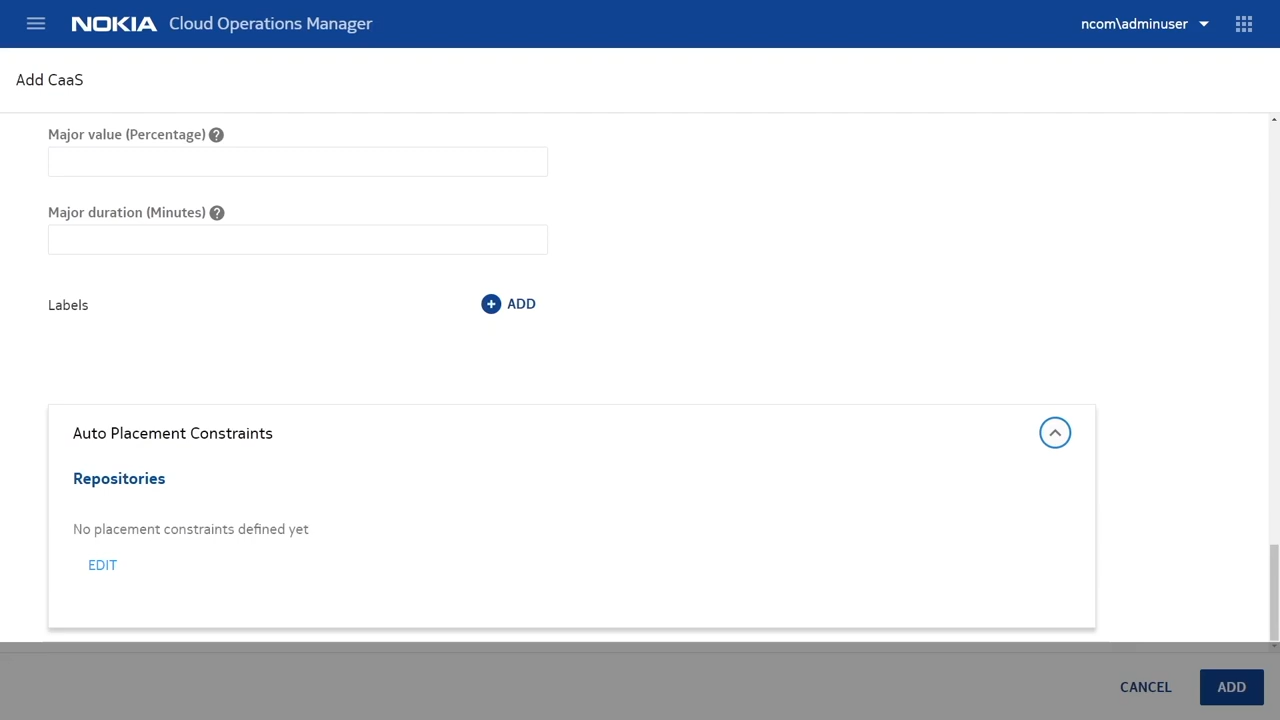 NOKIA Cloud Operations Manager
ncom\adminuser
Add CaaS
Major value (Percentage)
Major duration (Minutes)
Labels
ADD
Auto Placement Constraints
Repositories
No placement constraints defined yet
EDIT
CANCEL
ADD